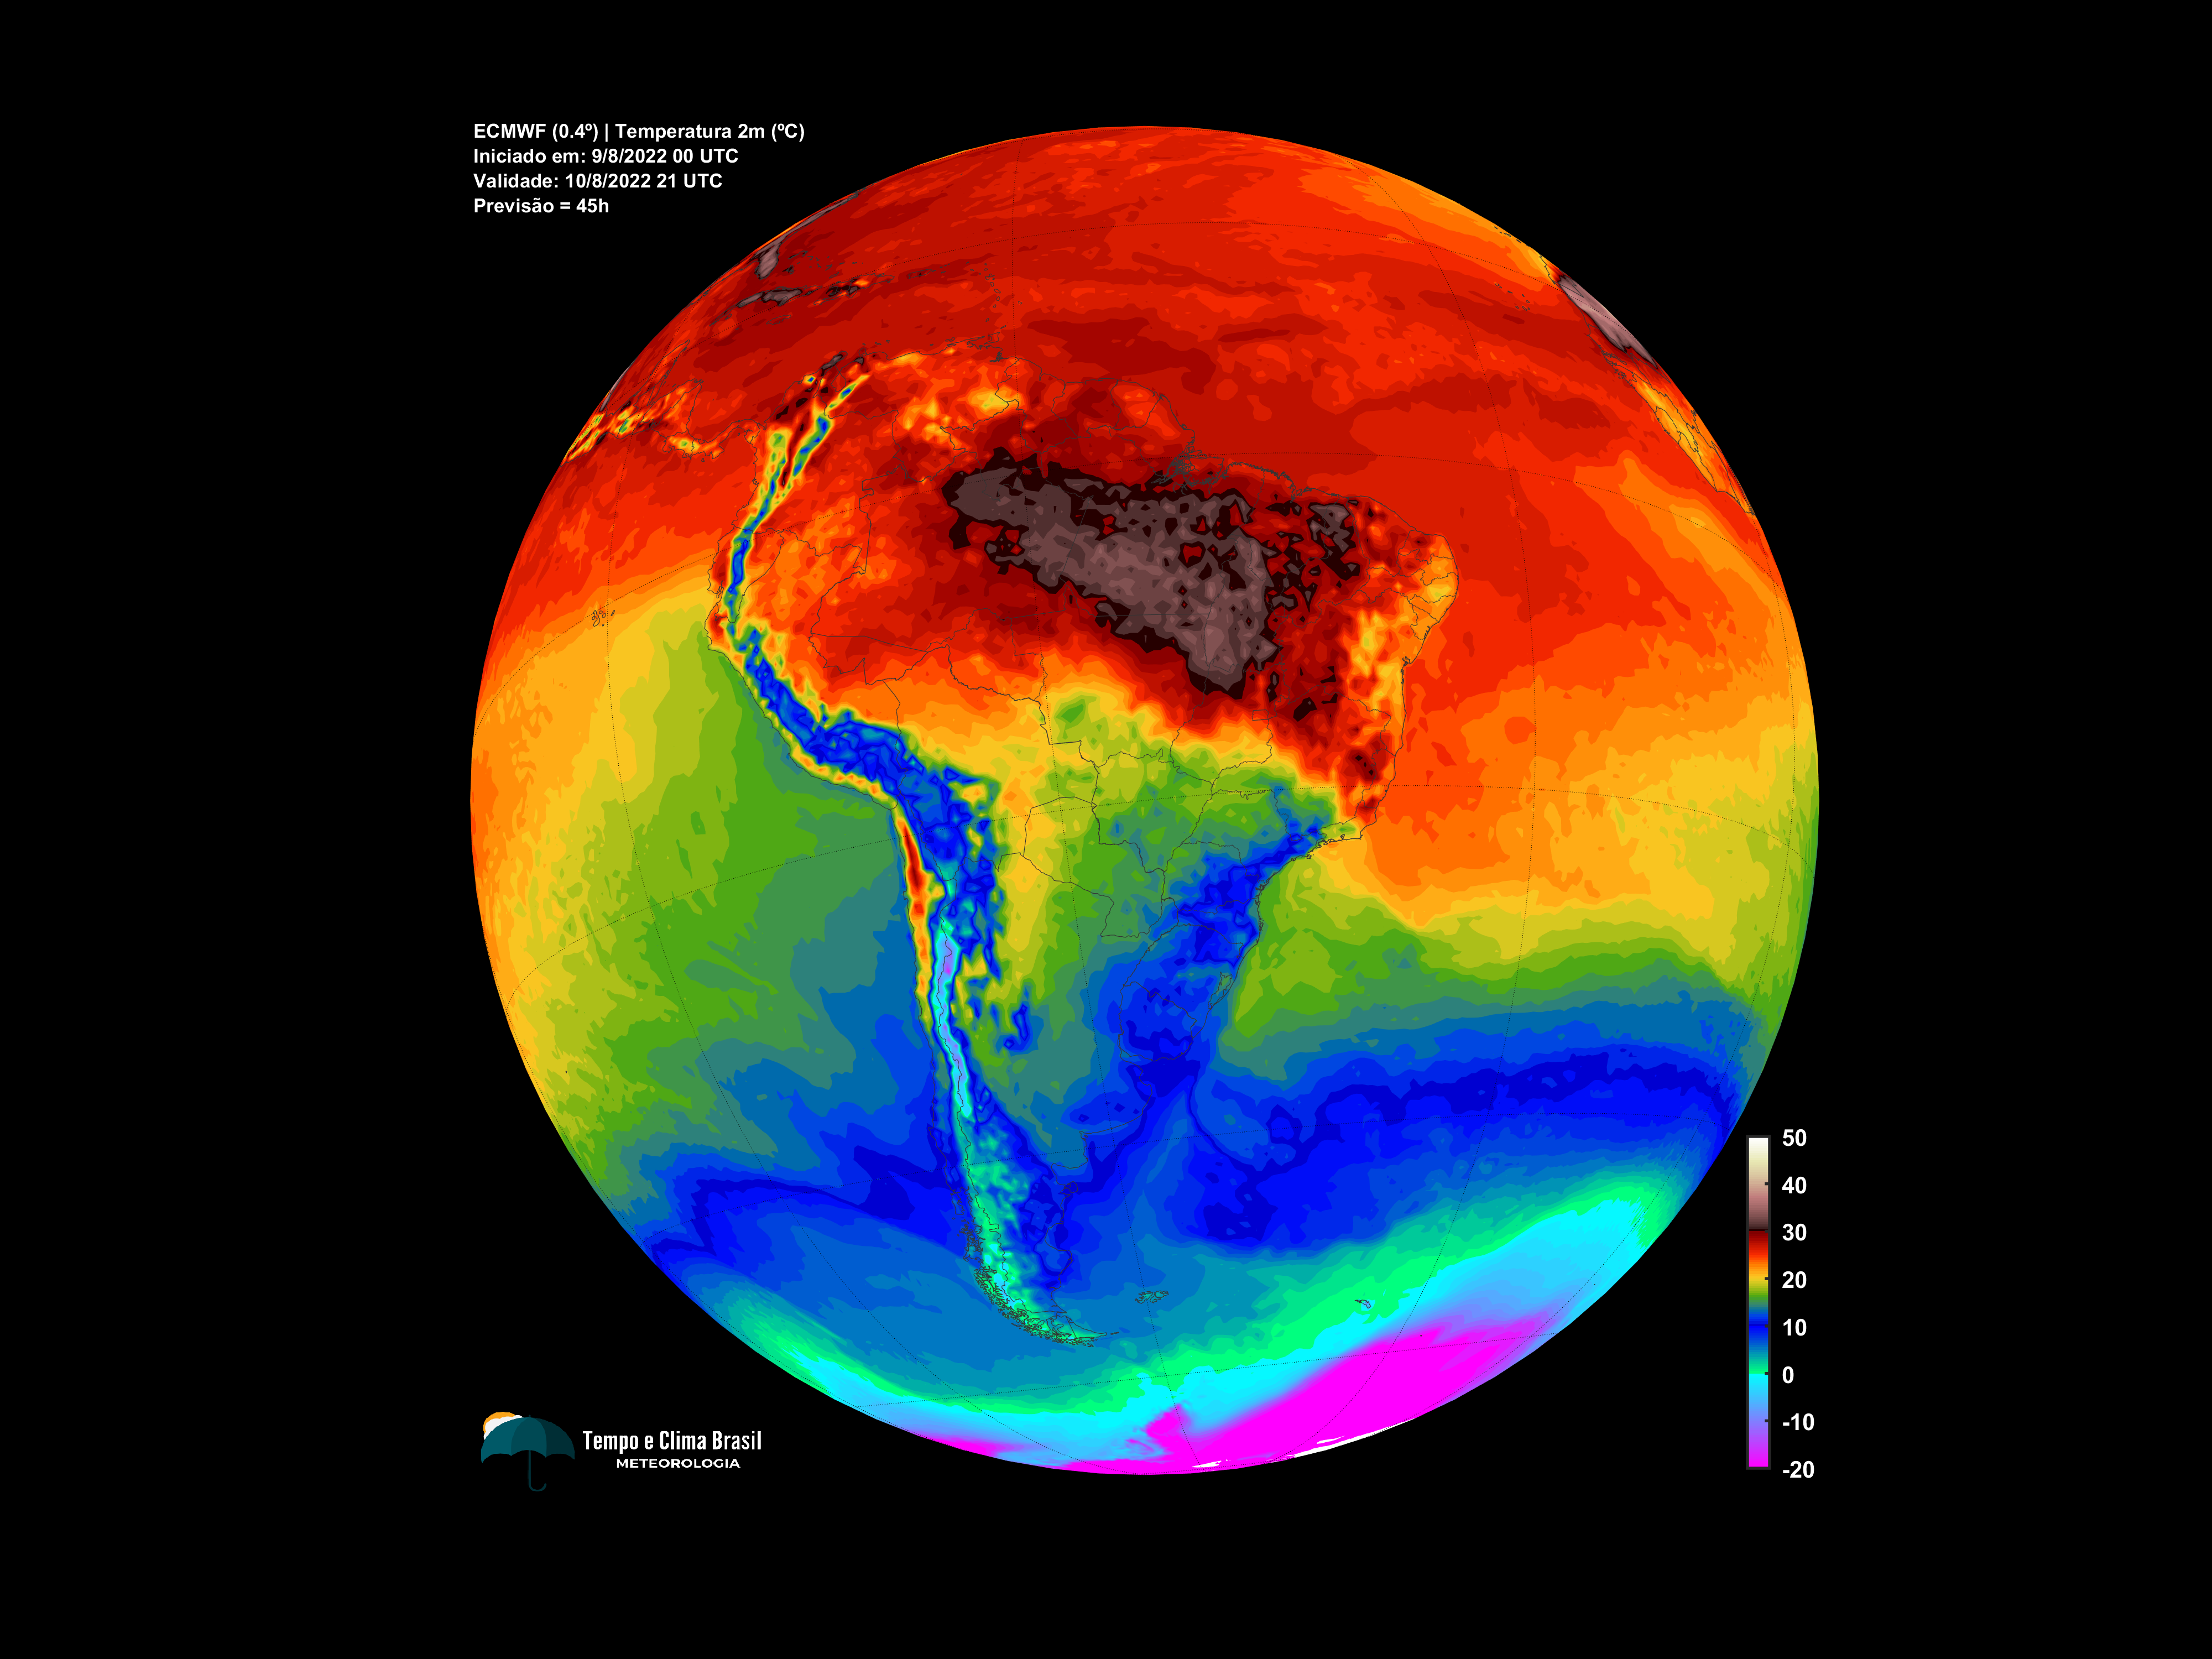 ECMWF (0.4º) | Temperatura 2m (ºC)
Iniciado em: 9/8/2022 00 UTC
Validade: 10/8/2022 21 UTC
Previsão = 45h
50
40
30
20
10
0
-10
-20
Tempo e Clima Brasil
METEOROLOGIA